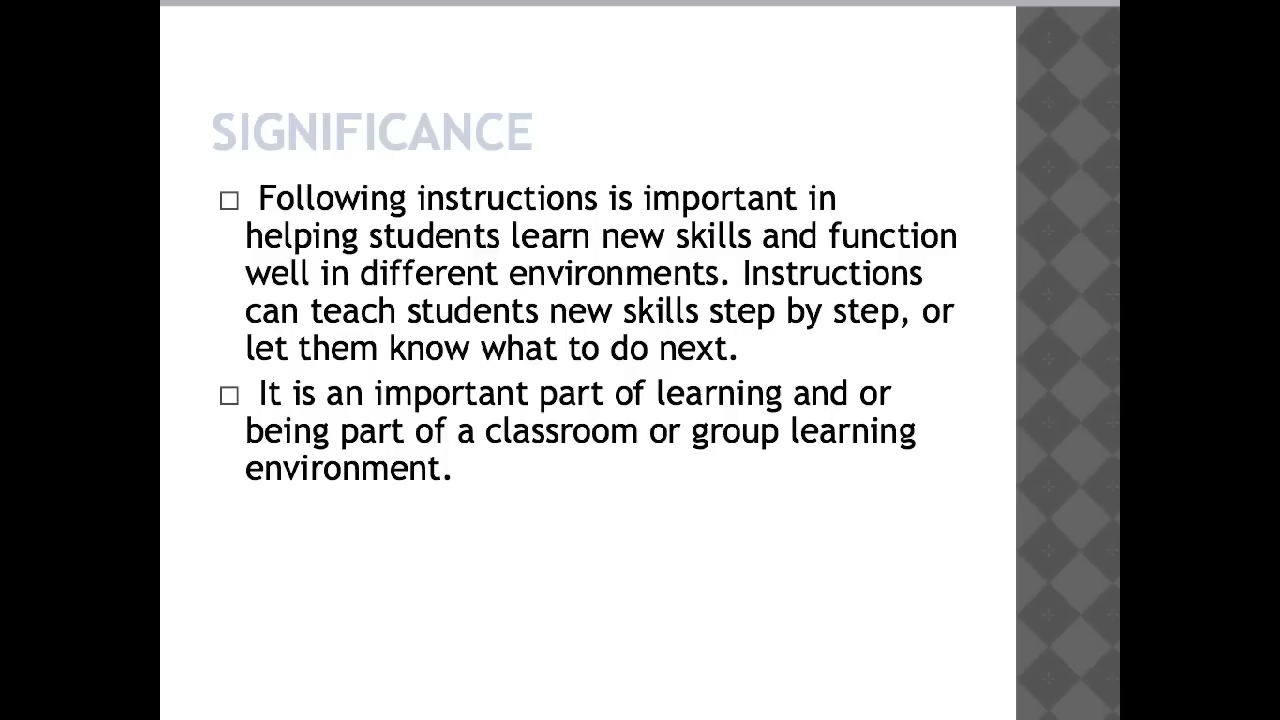 SIGNIFICANCE
Following instructions is important in
helping students learn new skills and function
well in different environments. Instructions
can teach students new skills step by step, or
let them know what to do next.
It is an important part of learning and or
being part of a classroom or group learning
environment.